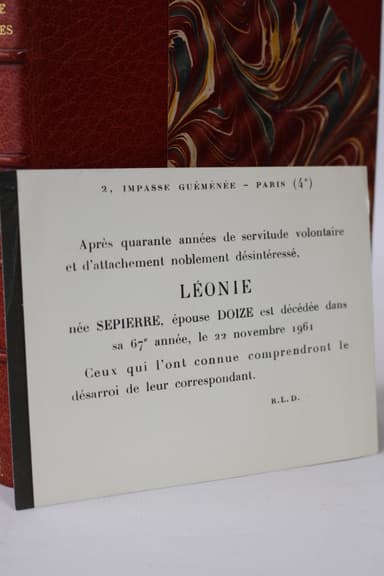 E
ES
2, IMPASSE GUÉMÉNÉE – PARIS (4ᵉ)
Après quarante années de servitude volontaire
et d'attachement noblement désintéressé,
LÉONIE
née SEPIERRE, épouse DOIZE est décédée dans
sa 67ᵉ année, le 22 novembre 1961
Ceux qui l'ont connue comprendront le
désarroi de leur correspondant.
R.L.D.